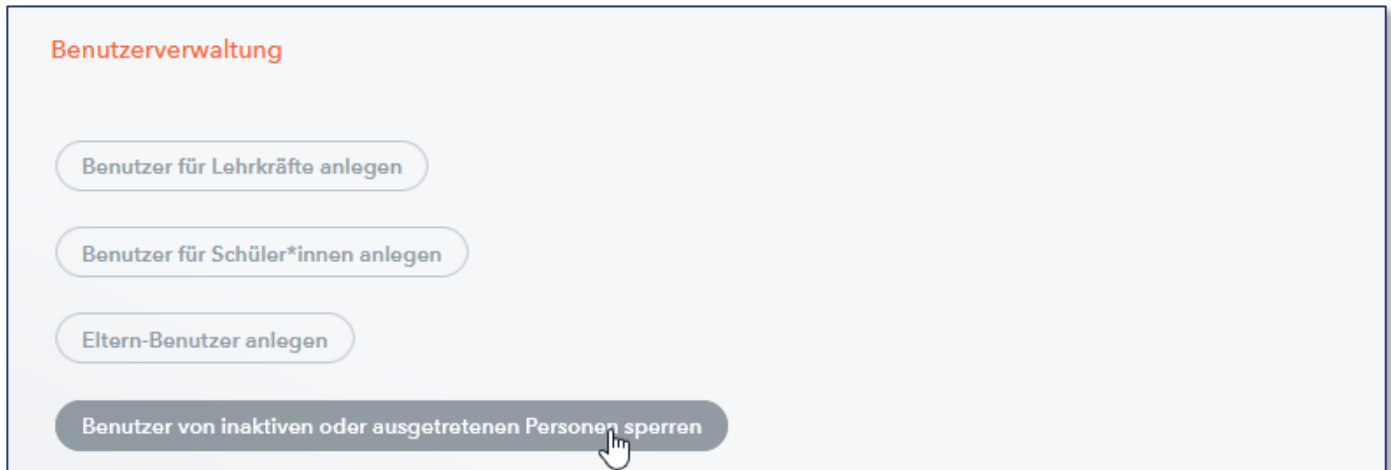 Benutzerverwaltung
Benutzer für Lehrkräfte anlegen
Benutzer für Schüler*innen anlegen
Eltern-Benutzer anlegen
Benutzer von inaktiven oder ausgetretenen Personen sperren